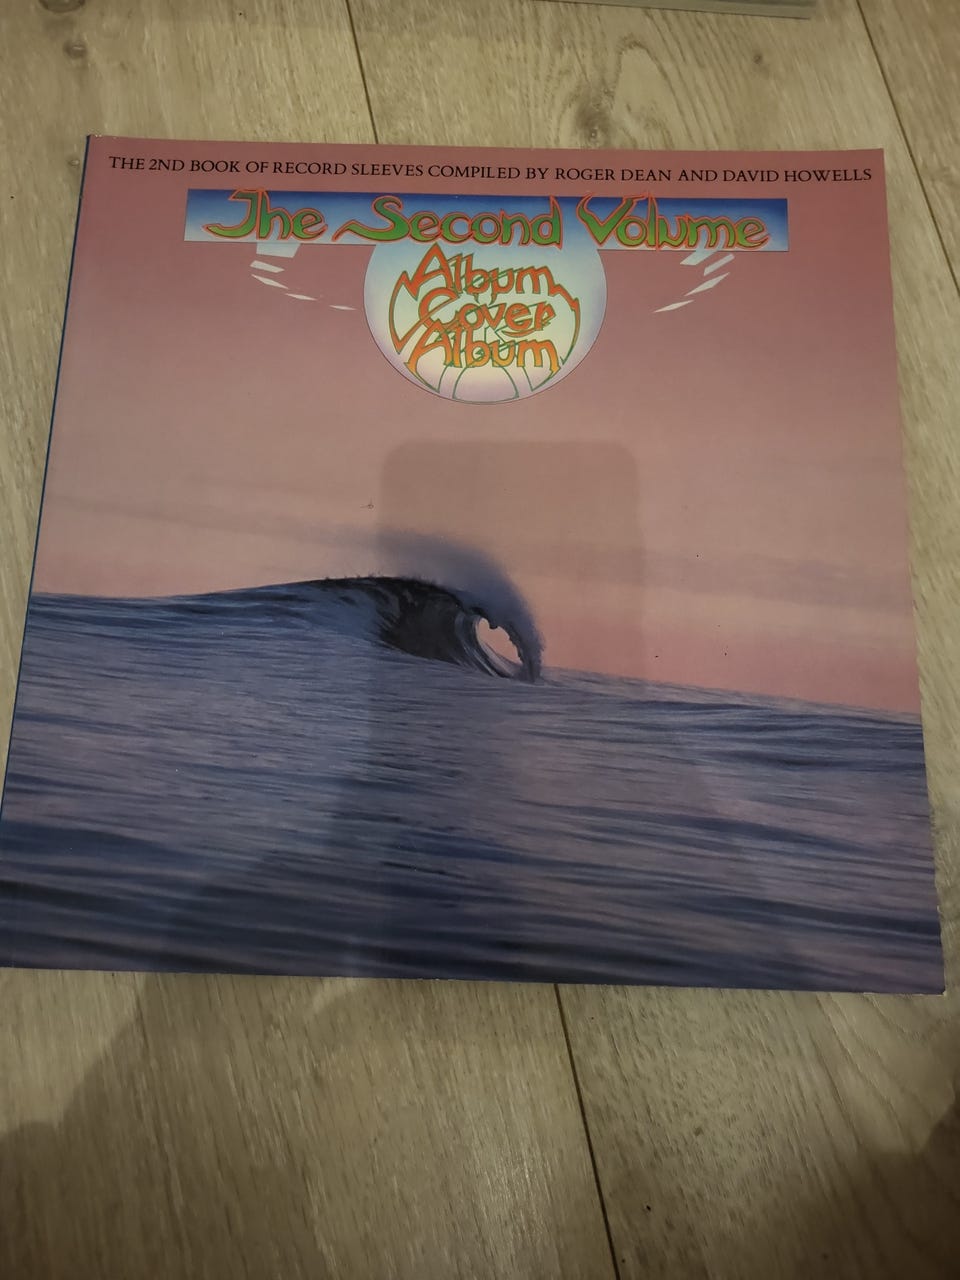 THE 2ND BOOK OF RECORD SLEEVES COMPILED BY ROGER DEAN AND DAVID HOWELLS
The Second Volume
Album
Cover
Album